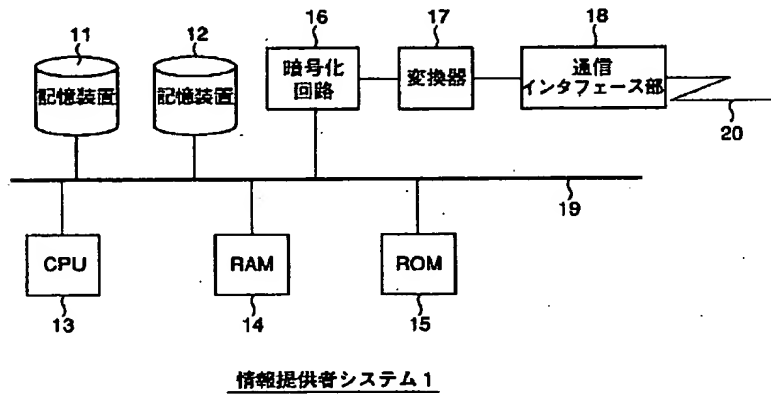 11
12
16
17
18
記憶装置
記憶装置
暗号化
回路
変換器
通信
インタフェース部
20
19
CPU
RAM
ROM
13
14
15
情報提供者システム1